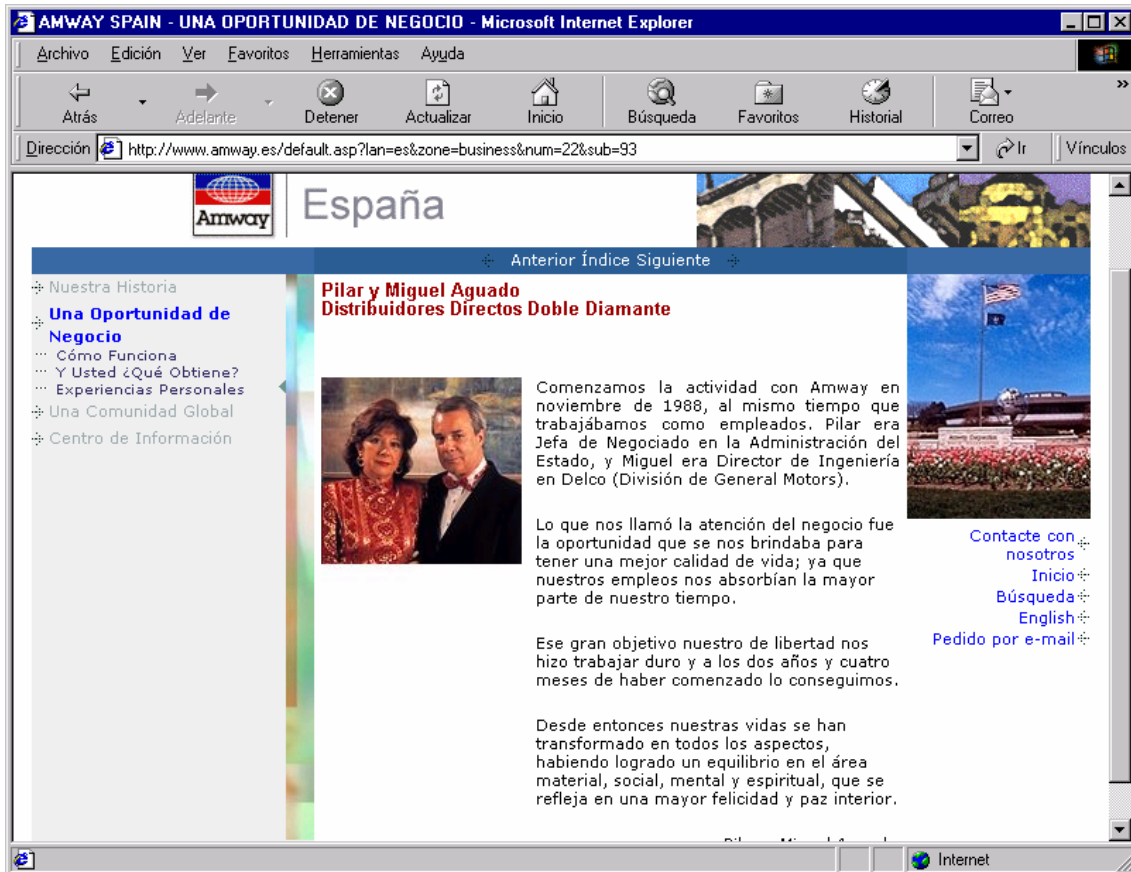 AMWAY SPAIN - UNA OPORTUNIDAD DE NEGOCIO - Microsoft Internet Explorer
Archivo Edición Ver Favoritos Herramientas Ayuda
Atrás Adelante Detener Actualizar Inicio Búsqueda Favoritos Historial Correo »
Dirección http://www.amway.es/default.asp?lan=es&zone=business&num=22&sub=93 Ir Vínculos
Amway España
Anterior Índice Siguiente
Nuestra Historia
Una Oportunidad de
Negocio
Cómo Funciona
Y Usted ¿Qué Obtiene?
Experiencias Personales
Una Comunidad Global
Centro de Información
Pilar y Miguel Aguado
Distribuidores Directos Doble Diamante
Comenzamos la actividad con Amway en
noviembre de 1988, al mismo tiempo que
trabajábamos como empleados. Pilar era
Jefa de Negociado en la Administración del
Estado, y Miguel era Director de Ingeniería
en Delco (División de General Motors).
Lo que nos llamó la atención del negocio fue
la oportunidad que se nos brindaba para
tener una mejor calidad de vida; ya que
nuestros empleos nos absorbían la mayor
parte de nuestro tiempo.
Ese gran objetivo nuestro de libertad nos
hizo trabajar duro y a los dos años y cuatro
meses de haber comenzado lo conseguimos.
Desde entonces nuestras vidas se han
transformado en todos los aspectos,
habiendo logrado un equilibrio en el área
material, social, mental y espiritual, que se
refleja en una mayor felicidad y paz interior.
Contacte con
nosotros
Inicio
Búsqueda
English
Pedido por e-mail
Internet